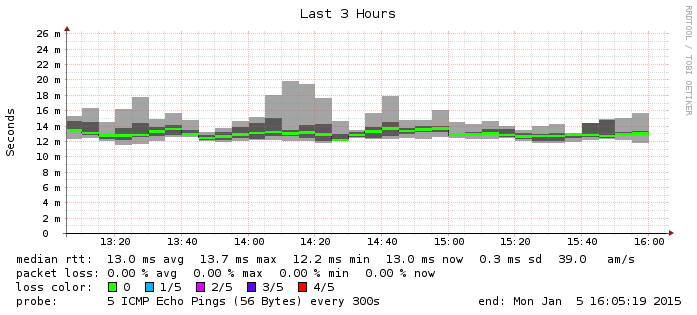 Last 3 Hours
RRDTOOL / TOBI OETIKER
Seconds
26 m
24 m
22 m
20 m
18 m
16 m
14 m
12 m
10 m
8 m
6 m
4 m
2 m
0
13:20 13:40 14:00 14:20 14:40 15:00 15:20 15:40 16:00
median rtt: 13.0 ms avg 13.7 ms max 12.2 ms min 13.0 ms now 0.3 ms sd 39.0 am/s
packet loss: 0.00 % avg 0.00 % max 0.00 % min 0.00 % now
loss color: 0 1/5 2/5 3/5 4/5
probe: 5 ICMP Echo Pings (56 Bytes) every 300s end: Mon Jan 5 16:05:19 2015